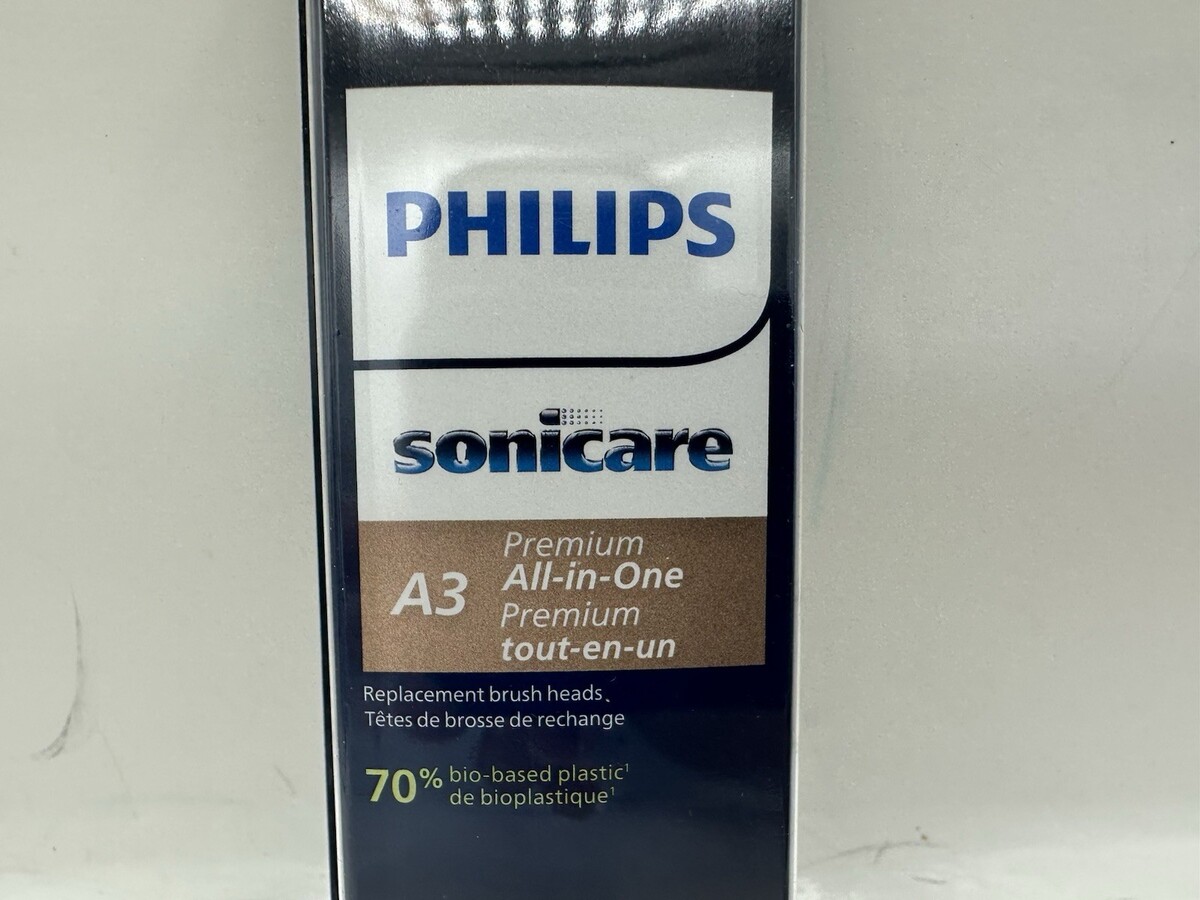 PHILIPS
sonicare
A3
Premium
All-in-One
Premium
tout-en-un
Replacement brush heads
Têtes de brosse de rechange
70% bio-based plastic¹
de bioplastique¹